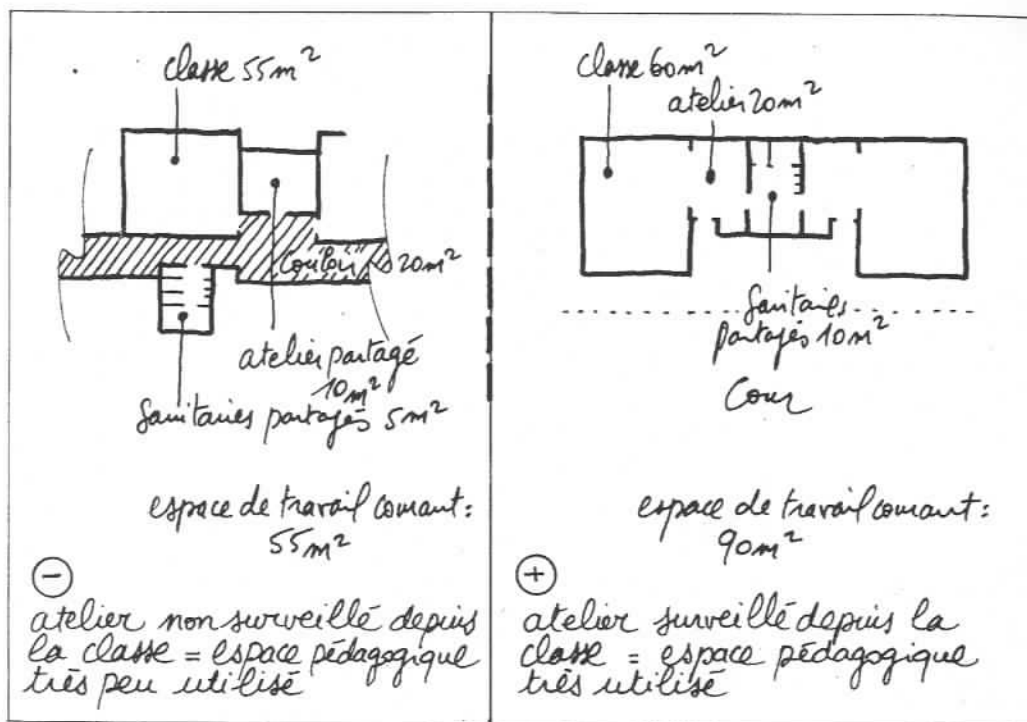 classe 55m²
"Couloir" 20m²
atelier partagé
10m²
Sanitaires partagés 5m²
espace de travail courant:
55m²
−
atelier non surveillé depuis
la classe = espace pédagogique
très peu utilisé
classe 60m²
atelier 20m²
Sanitaires
partagés 10m²
Cour
espace de travail courant:
90m²
+
atelier surveillé depuis la
classe = espace pédagogique
très utilisé